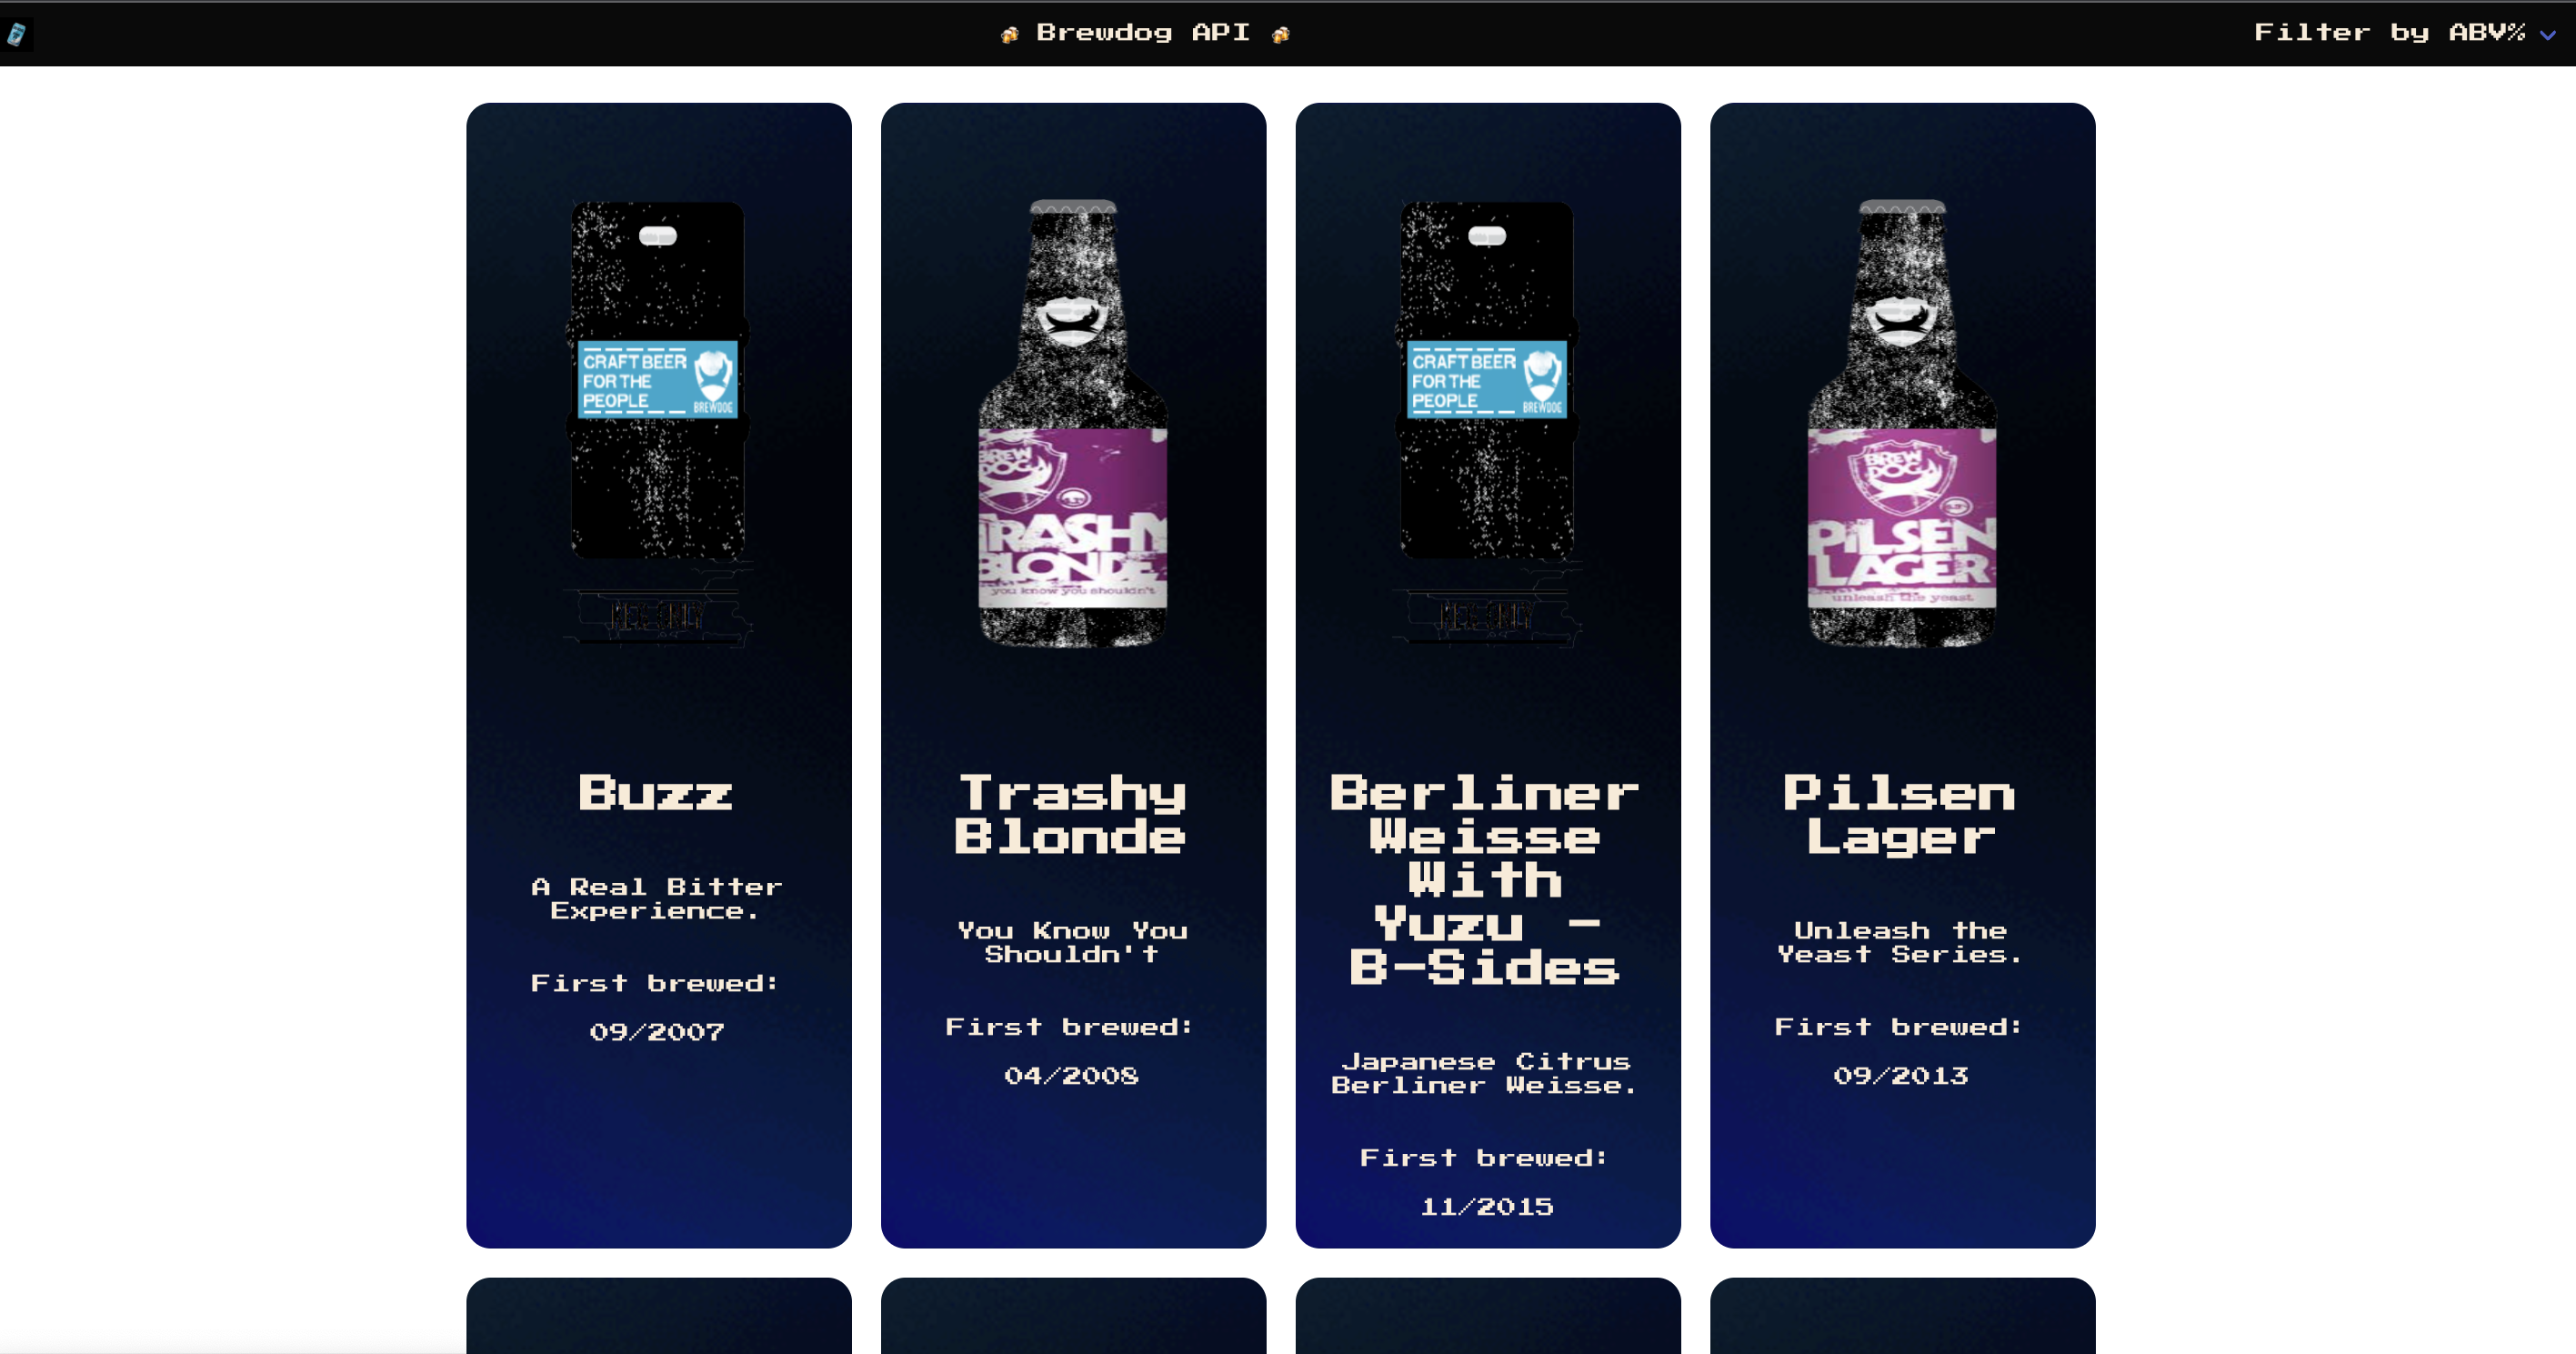 Brewdog API
Filter by ABV%
CRAFT BEER
FOR THE
PEOPLE
BREWDOG
Buzz
A Real Bitter
Experience.
First brewed:
09/2007
BREW
DOG
TRASHY
BLONDE
you know you shouldn't
Trashy
Blonde
You Know You
Shouldn't
First brewed:
04/2008
CRAFT BEER
FOR THE
PEOPLE
BREWDOG
Berliner
Weisse
With
Yuzu -
B-Sides
Japanese Citrus
Berliner Weisse.
First brewed:
11/2015
BREW
DOG
PILSEN
LAGER
unleash the yeast
Pilsen
Lager
Unleash the
Yeast Series.
First brewed:
09/2013